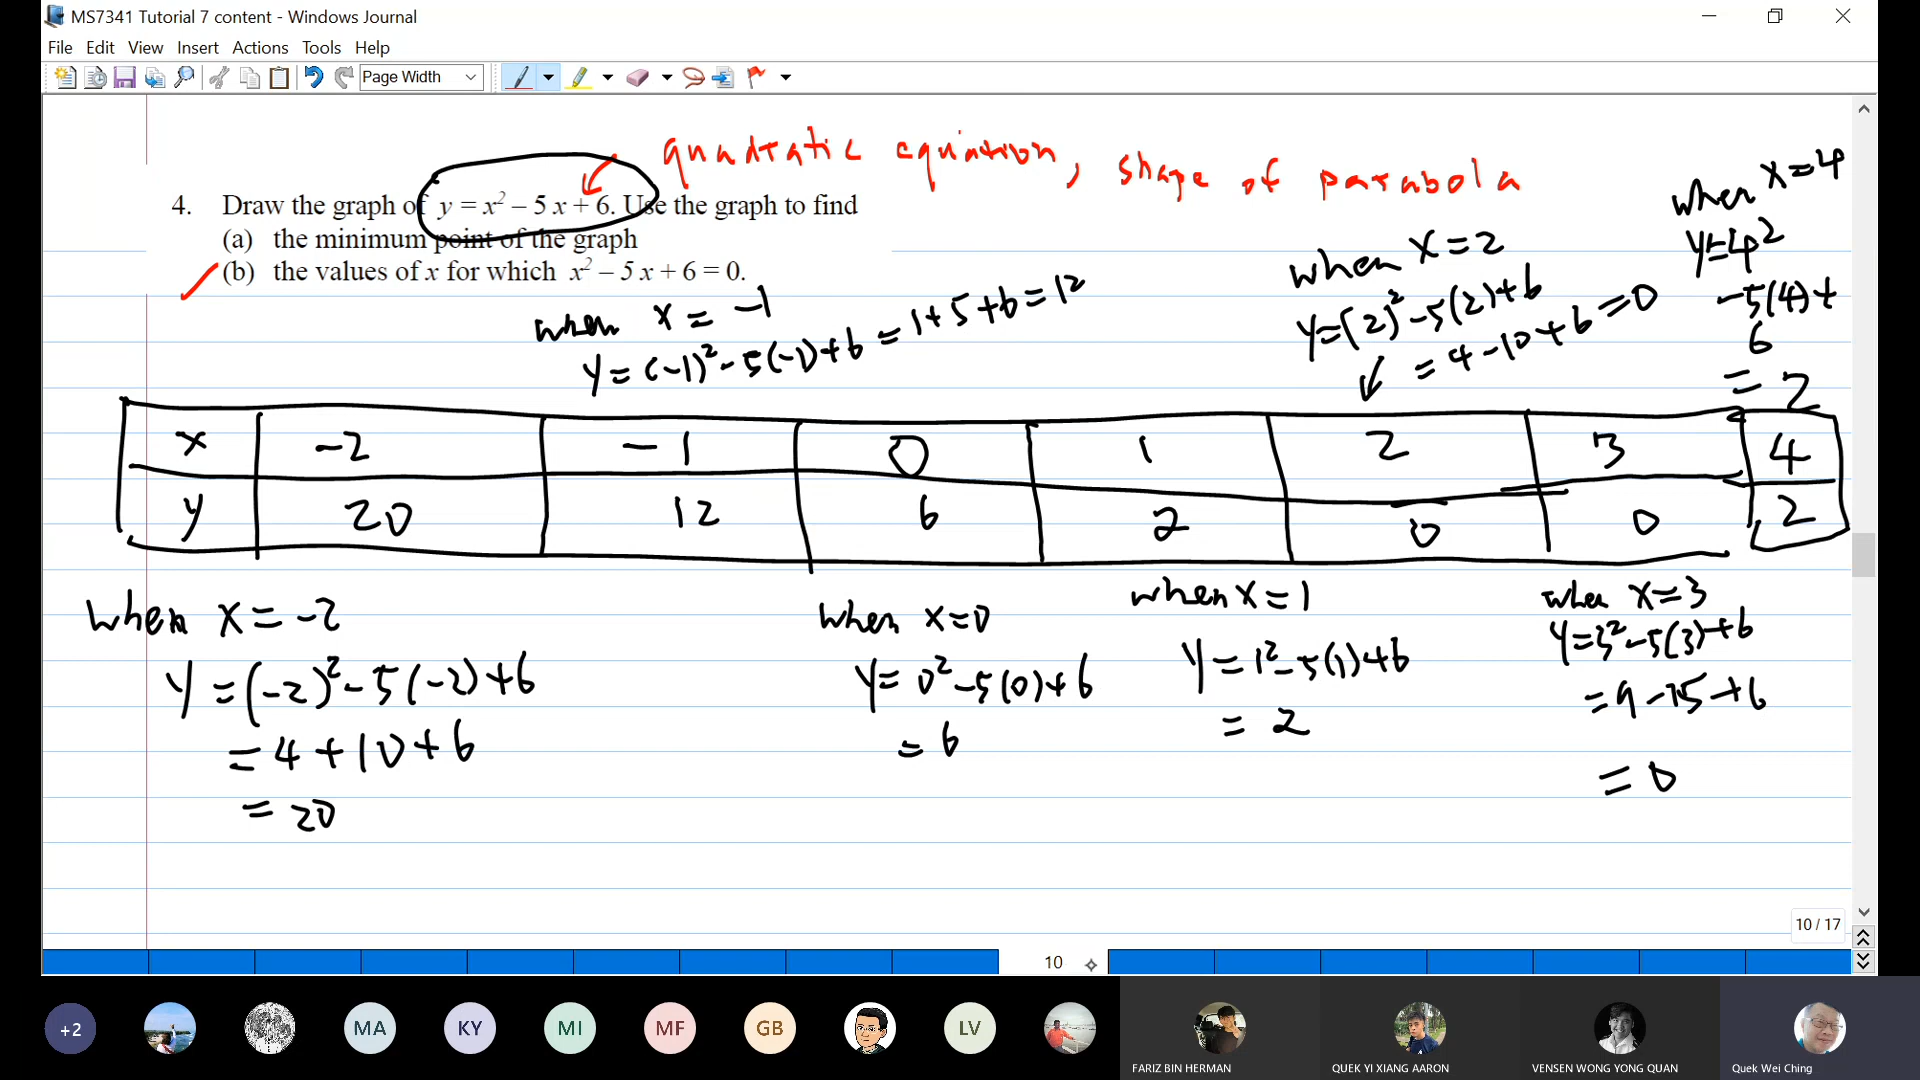 MS7341 Tutorial 7 content - Windows Journal
File Edit View Insert Actions Tools Help
Page Width
quadratic equation, shape of parabola
4. Draw the graph of y = x² – 5 x + 6. Use the graph to find
(a) the minimum point of the graph
(b) the values of x for which x² – 5 x + 6 = 0.
when x = -1
y = (-1)² - 5(-1) + 6 = 1 + 5 + 6 = 12
when x = 2
y = (2)² - 5(2) + 6
= 4 - 10 + 6 = 0
when x = 4
y = 4²
- 5(4) +
6
= 2
x -2 -1 0 1 2 3 4
y 20 12 6 2 0 0 2
when x = -2
y = (-2)² - 5(-2) + 6
= 4 + 10 + 6
= 20
when x = 0
y = 0² - 5(0) + 6
= 6
when x = 1
y = 1² - 5(1) + 6
= 2
when x = 3
y = 3² - 5(3) + 6
= 9 - 15 + 6
= 0
10 / 17
10
+2 MA KY MI MF GB LV
FARIZ BIN HERMAN QUEK YI XIANG AARON VENSEN WONG YONG QUAN Quek Wei Ching